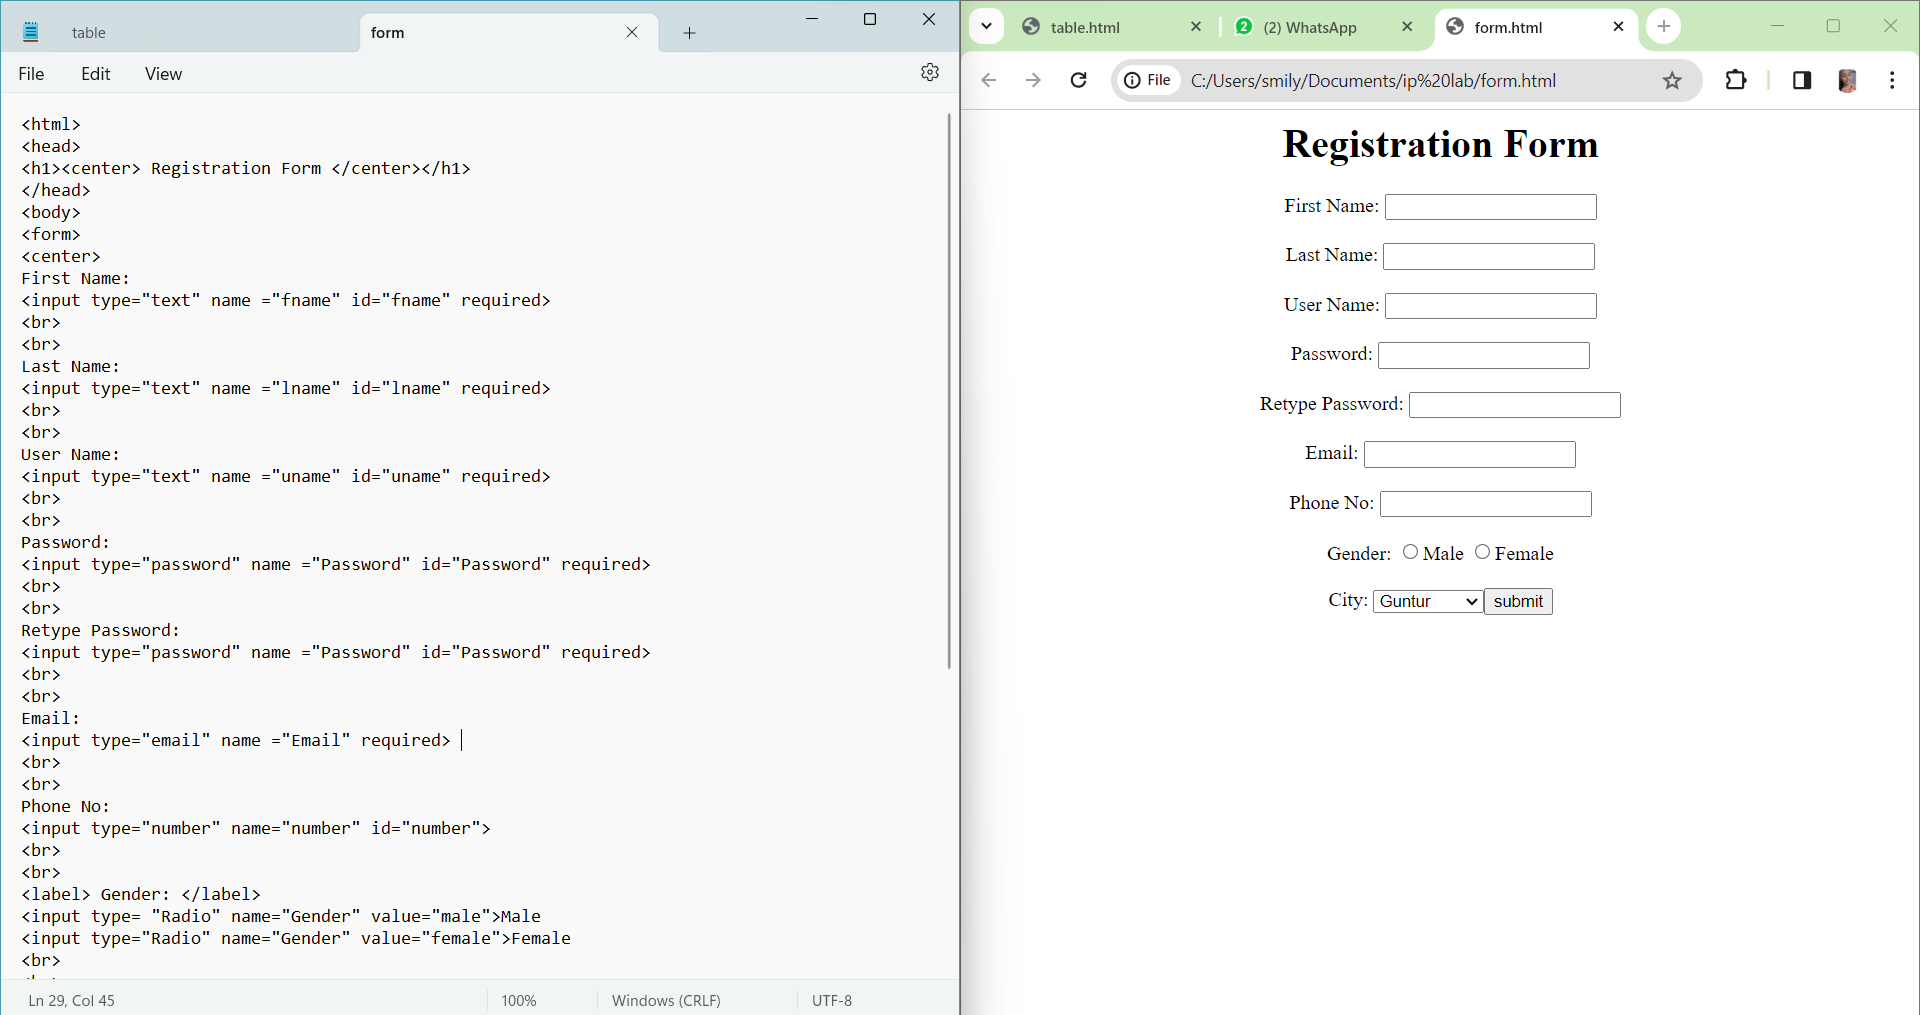 table
form
File Edit View
<html>
<head>
<h1><center> Registration Form </center></h1>
</head>
<body>
<form>
<center>
First Name:
<input type="text" name ="fname" id="fname" required>
<br>
<br>
Last Name:
<input type="text" name ="lname" id="lname" required>
<br>
<br>
User Name:
<input type="text" name ="uname" id="uname" required>
<br>
<br>
Password:
<input type="password" name ="Password" id="Password" required>
<br>
<br>
Retype Password:
<input type="password" name ="Password" id="Password" required>
<br>
<br>
Email:
<input type="email" name ="Email" required>
<br>
<br>
Phone No:
<input type="number" name="number" id="number">
<br>
<br>
<label> Gender: </label>
<input type= "Radio" name="Gender" value="male">Male
<input type="Radio" name="Gender" value="female">Female
<br>
Ln 29, Col 45
100%
Windows (CRLF)
UTF-8
table.html
2
(2) WhatsApp
form.html
File
C:/Users/smily/Documents/ip%20lab/form.html
Registration Form
First Name:
Last Name:
User Name:
Password:
Retype Password:
Email:
Phone No:
Gender: Male Female
City: Guntur submit